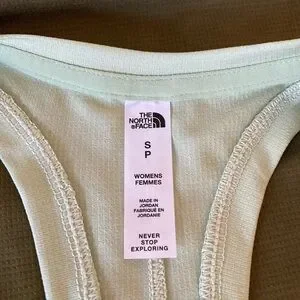 THE
NORTH
FACE
S
P
WOMENS
FEMMES
MADE IN
JORDAN
FABRIQUÉ EN
JORDANIE
NEVER
STOP
EXPLORING